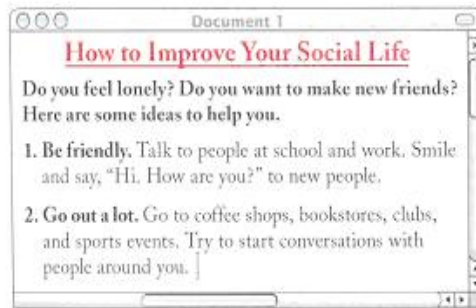 Document 1
How to Improve Your Social Life
Do you feel lonely? Do you want to make new friends?
Here are some ideas to help you.
1. Be friendly. Talk to people at school and work. Smile
and say, “Hi. How are you?” to new people.
2. Go out a lot. Go to coffee shops, bookstores, clubs,
and sports events. Try to start conversations with
people around you.